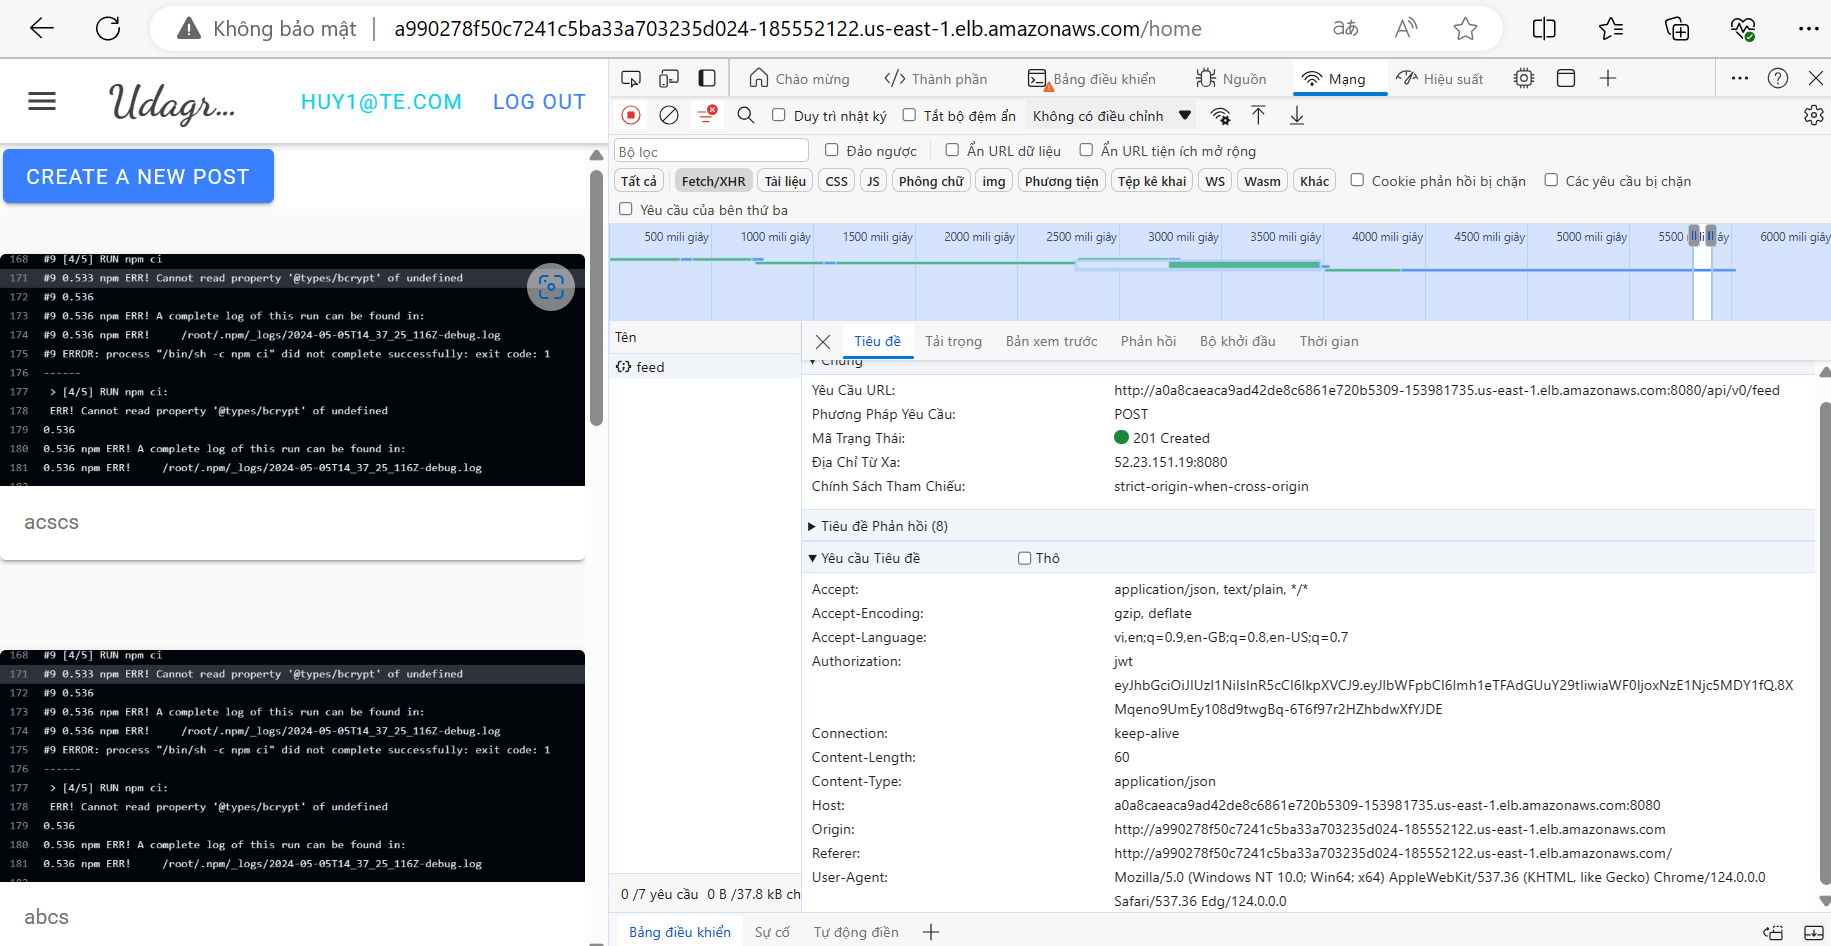 Không bảo mật
a990278f50c7241c5ba33a703235d024-185552122.us-east-1.elb.amazonaws.com/home
Udagr...
HUY1@TE.COM
LOG OUT
CREATE A NEW POST
168 #9 [4/5] RUN npm ci
171 #9 0.533 npm ERR! Cannot read property '@types/bcrypt' of undefined
172 #9 0.536
173 #9 0.536 npm ERR! A complete log of this run can be found in:
174 #9 0.536 npm ERR!     /root/.npm/_logs/2024-05-05T14_37_25_116Z-debug.log
175 #9 ERROR: process "/bin/sh -c npm ci" did not complete successfully: exit code: 1
176 ------
177  > [4/5] RUN npm ci:
178  ERR! Cannot read property '@types/bcrypt' of undefined
179 0.536
180 0.536 npm ERR! A complete log of this run can be found in:
181 0.536 npm ERR!     /root/.npm/_logs/2024-05-05T14_37_25_116Z-debug.log
acscs
168 #9 [4/5] RUN npm ci
171 #9 0.533 npm ERR! Cannot read property '@types/bcrypt' of undefined
172 #9 0.536
173 #9 0.536 npm ERR! A complete log of this run can be found in:
174 #9 0.536 npm ERR!     /root/.npm/_logs/2024-05-05T14_37_25_116Z-debug.log
175 #9 ERROR: process "/bin/sh -c npm ci" did not complete successfully: exit code: 1
176 ------
177  > [4/5] RUN npm ci:
178  ERR! Cannot read property '@types/bcrypt' of undefined
179 0.536
180 0.536 npm ERR! A complete log of this run can be found in:
181 0.536 npm ERR!     /root/.npm/_logs/2024-05-05T14_37_25_116Z-debug.log
abcs
Chào mừng
Thành phần
Bảng điều khiển
Nguồn
Mạng
Hiệu suất
Duy trì nhật ký
Tắt bộ đệm ẩn
Không có điều chỉnh
Bộ lọc
Đảo ngược
Ẩn URL dữ liệu
Ẩn URL tiện ích mở rộng
Tất cả
Fetch/XHR
Tài liệu
CSS
JS
Phông chữ
img
Phương tiện
Tệp kê khai
WS
Wasm
Khác
Cookie phản hồi bị chặn
Các yêu cầu bị chặn
Yêu cầu của bên thứ ba
500 mili giây
1000 mili giây
1500 mili giây
2000 mili giây
2500 mili giây
3000 mili giây
3500 mili giây
4000 mili giây
4500 mili giây
5000 mili giây
5500
6000 mili giây
Tên
feed
0 /7 yêu cầu
0 B /37.8 kB ch
Tiêu đề
Tải trọng
Bản xem trước
Phản hồi
Bộ khởi đầu
Thời gian
Chung
Yêu Cầu URL: http://a0a8caeaca9ad42de8c6861e720b5309-153981735.us-east-1.elb.amazonaws.com:8080/api/v0/feed
Phương Pháp Yêu Cầu: POST
Mã Trạng Thái: 201 Created
Địa Chỉ Từ Xa: 52.23.151.19:8080
Chính Sách Tham Chiếu: strict-origin-when-cross-origin
Tiêu đề Phản hồi (8)
Yêu cầu Tiêu đề
Thô
Accept: application/json, text/plain, */*
Accept-Encoding: gzip, deflate
Accept-Language: vi,en;q=0.9,en-GB;q=0.8,en-US;q=0.7
Authorization: jwt
eyJhbGciOiJIUzI1NiIsInR5cCI6IkpXVCJ9.eyJlbWFpbCI6Imh1eTFAdGUuY29tIiwiaWF0IjoxNzE1Njc5MDY1fQ.8X
Mqeno9UmEy108d9twgBq-6T6f97r2HZhbdwXfYJDE
Connection: keep-alive
Content-Length: 60
Content-Type: application/json
Host: a0a8caeaca9ad42de8c6861e720b5309-153981735.us-east-1.elb.amazonaws.com:8080
Origin: http://a990278f50c7241c5ba33a703235d024-185552122.us-east-1.elb.amazonaws.com
Referer: http://a990278f50c7241c5ba33a703235d024-185552122.us-east-1.elb.amazonaws.com/
User-Agent: Mozilla/5.0 (Windows NT 10.0; Win64; x64) AppleWebKit/537.36 (KHTML, like Gecko) Chrome/124.0.0.0
Safari/537.36 Edg/124.0.0.0
Bảng điều khiển
Sự cố
Tự động điền